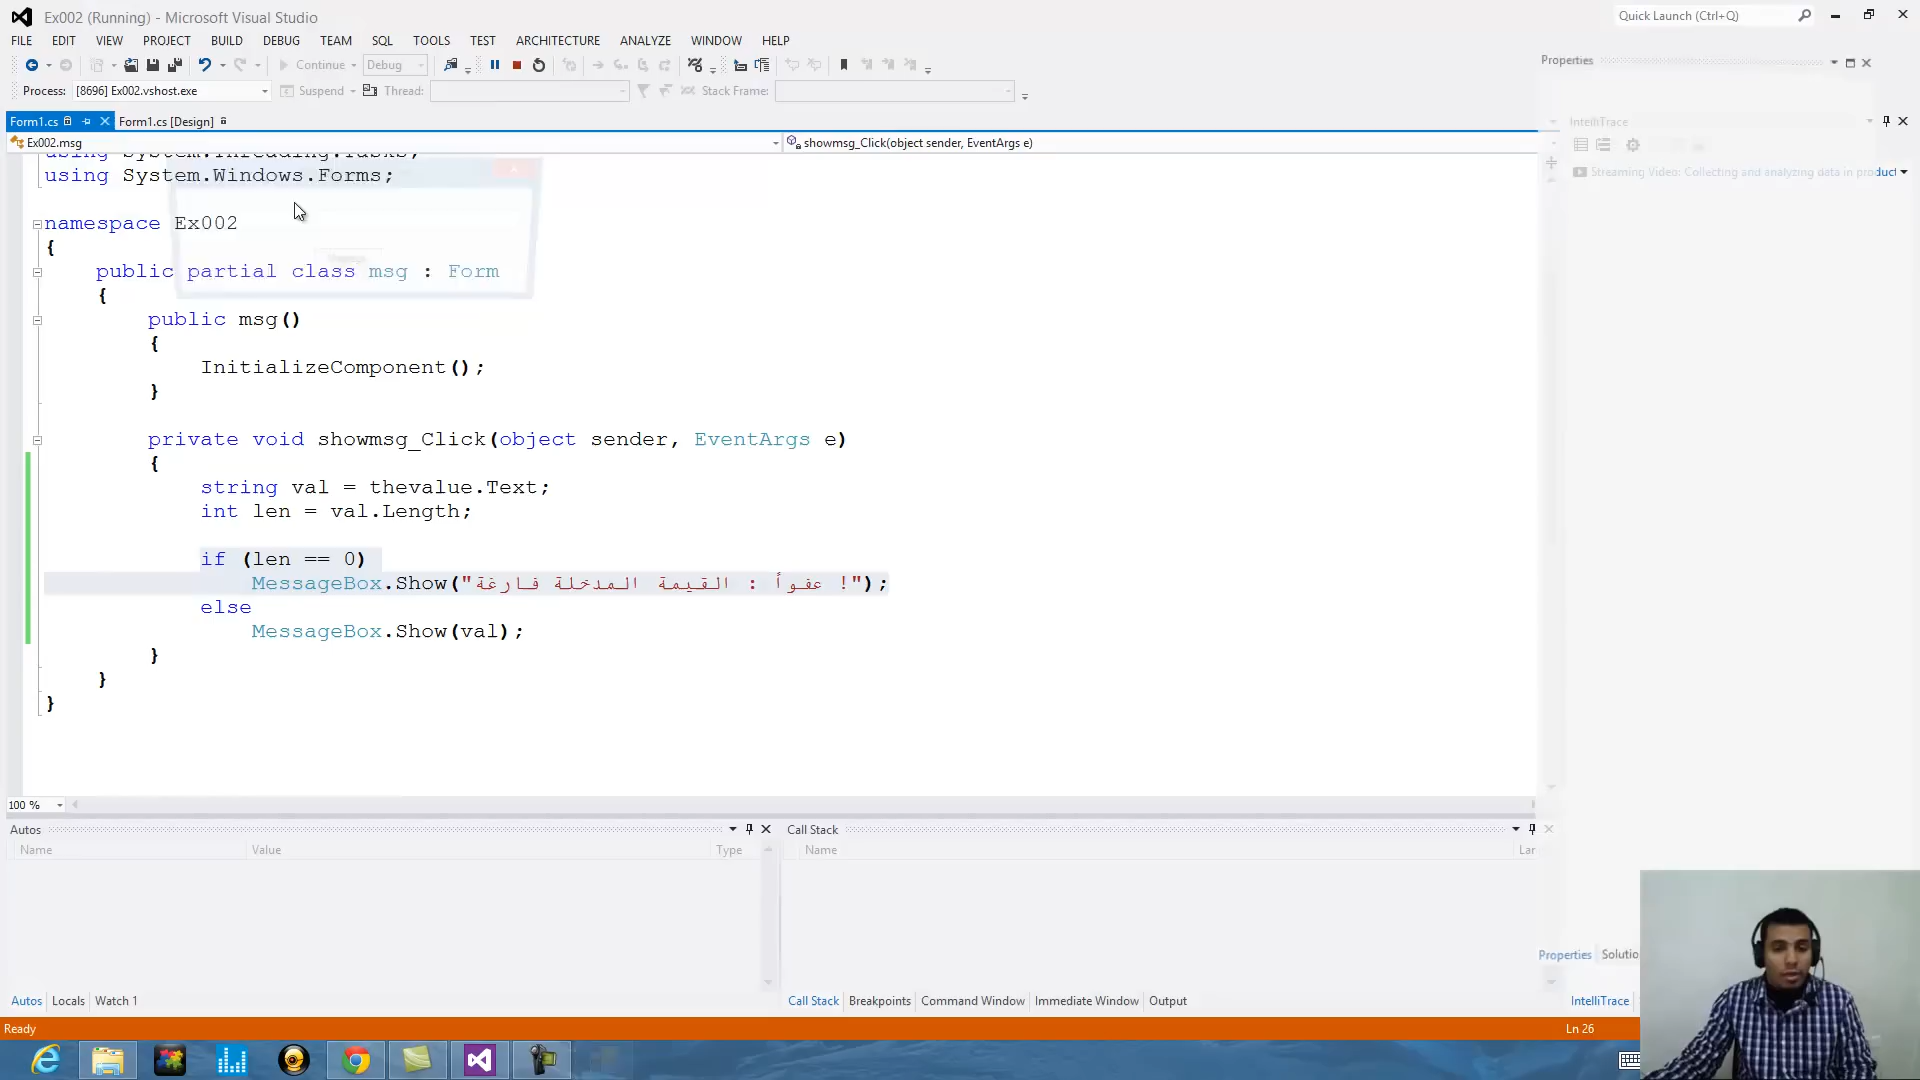 Ex002 (Running) - Microsoft Visual Studio
Quick Launch (Ctrl+Q)
FILE EDIT VIEW PROJECT BUILD DEBUG TEAM SQL TOOLS TEST ARCHITECTURE ANALYZE WINDOW HELP
Continue Debug
Properties
Process: [8696] Ex002.vshost.exe Suspend Thread: Stack Frame:
Form1.cs Form1.cs [Design]
IntelliTrace
Ex002.msg showmsg_Click(object sender, EventArgs e)
using System.Threading.Tasks;
Streaming Video: Collecting and analyzing data in product
using System.Windows.Forms;
namespace Ex002
{
public partial class msg : Form
{
public msg()
{
InitializeComponent();
}
private void showmsg_Click(object sender, EventArgs e)
{
string val = thevalue.Text;
int len = val.Length;
if (len == 0)
MessageBox.Show("! عفواً : القيمة المدخلة فارغة");
else
MessageBox.Show(val);
}
}
}
100 %
Autos Call Stack
Name Value Type Name Lar
Properties Solutio
Autos Locals Watch 1 Call Stack Breakpoints Command Window Immediate Window Output IntelliTrace
Ready Ln 26